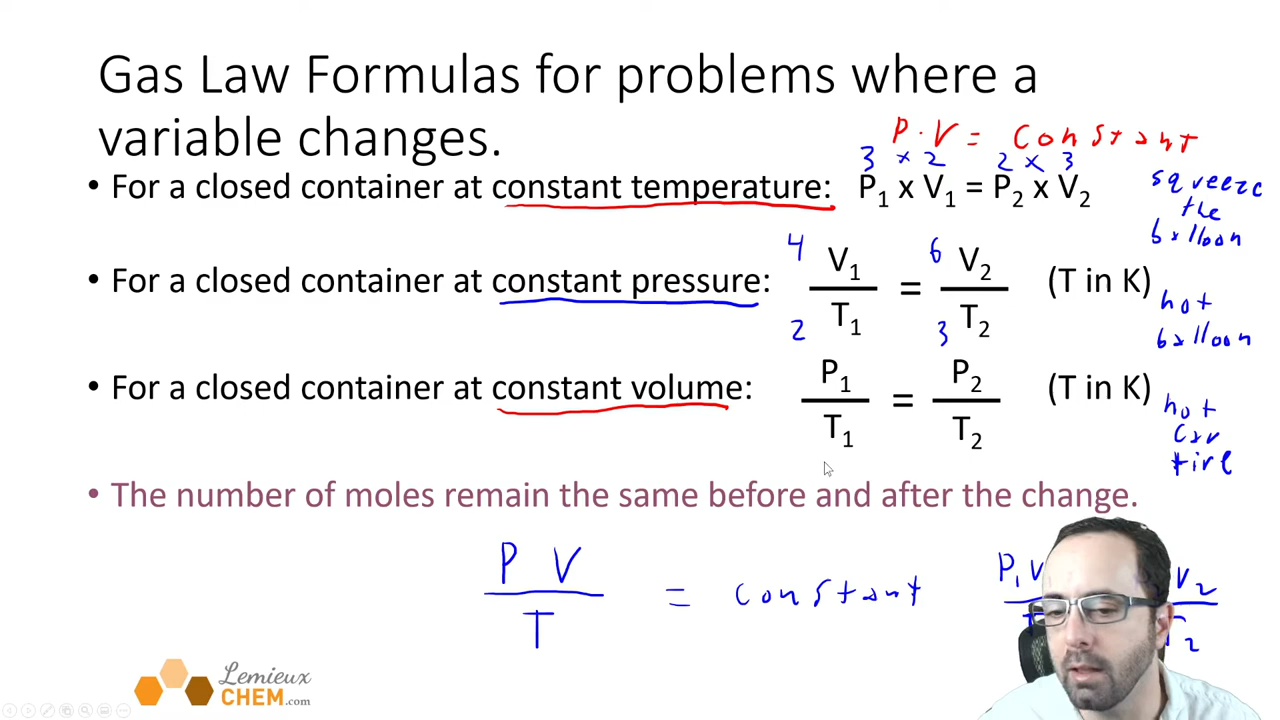 Gas Law Formulas for problems where a
variable changes.
P · V = Constant
3 × 2 2 × 3
• For a closed container at constant temperature: P1 x V1 = P2 x V2
squeeze
the
balloon
4 6
• For a closed container at constant pressure: V1/T1 = V2/T2 (T in K)
2 3
hot
balloon
• For a closed container at constant volume: P1/T1 = P2/T2 (T in K)
hot
car
tire
• The number of moles remain the same before and after the change.
P V / T = constant
P1 V V2
T2
Lemieux
CHEM.com